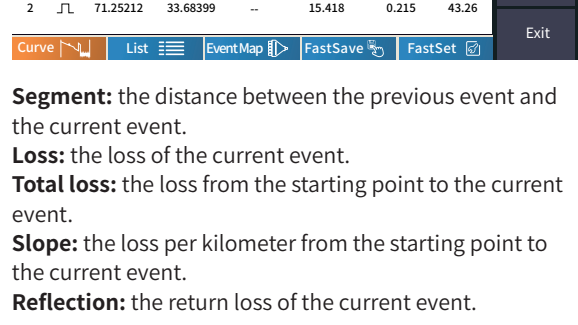 2 71.25212 33.68399 -- 15.418 0.215 43.26
Exit
Curve List EventMap FastSave FastSet
Segment: the distance between the previous event and
the current event.
Loss: the loss of the current event.
Total loss: the loss from the starting point to the current
event.
Slope: the loss per kilometer from the starting point to
the current event.
Reflection: the return loss of the current event.